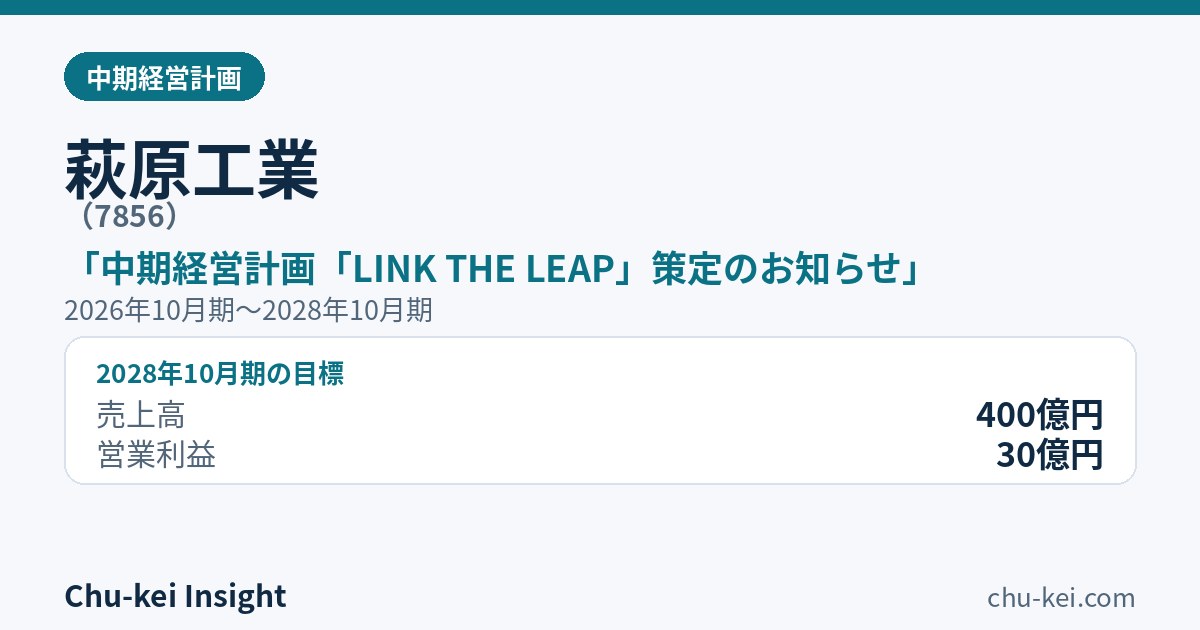 中期経営計画
萩原工業
（7856）
「中期経営計画「LINK THE LEAP」策定のお知らせ」
2026年10月期～2028年10月期
2028年10月期の目標
売上高 400億円
営業利益 30億円
Chu-kei Insight chu-kei.com